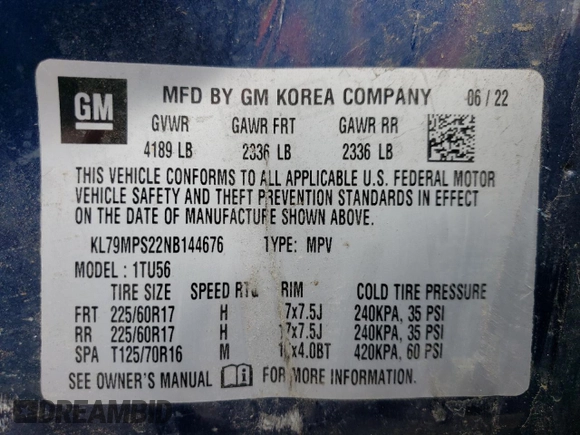 GM
MFD BY GM KOREA COMPANY 06/22
GVWR GAWR FRT GAWR RR
4189 LB 2336 LB 2336 LB
THIS VEHICLE CONFORMS TO ALL APPLICABLE U.S. FEDERAL MOTOR
VEHICLE SAFETY AND THEFT PREVENTION STANDARDS IN EFFECT
ON THE DATE OF MANUFACTURE SHOWN ABOVE.
KL79MPS22NB144676 TYPE: MPV
MODEL: 1TU56
TIRE SIZE SPEED RTG RIM COLD TIRE PRESSURE
FRT 225/60R17 H 7x7.5J 240KPA, 35 PSI
RR 225/60R17 H 17x7.5J 240KPA, 35 PSI
SPA T125/70R16 M 420KPA, 60 PSI
SEE OWNER'S MANUAL FOR MORE INFORMATION.
DREAMBID